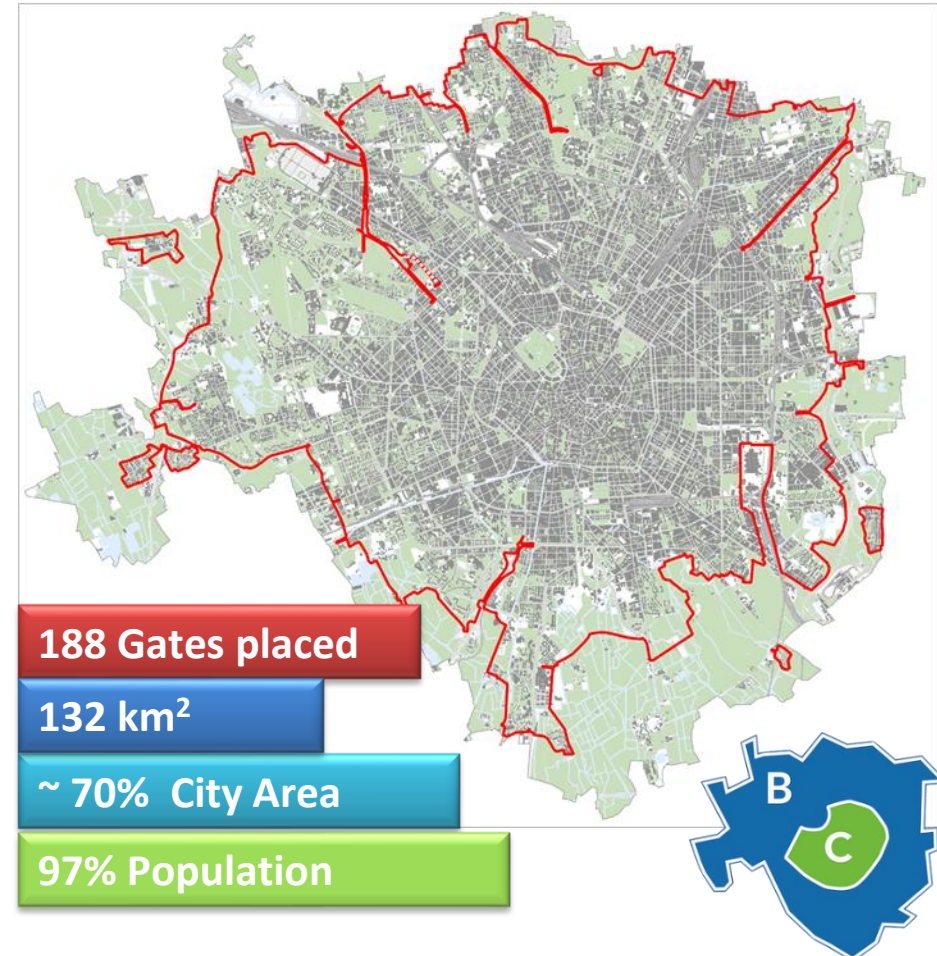 188 Gates placed
132 km²
~ 70% City Area
97% Population
B
C